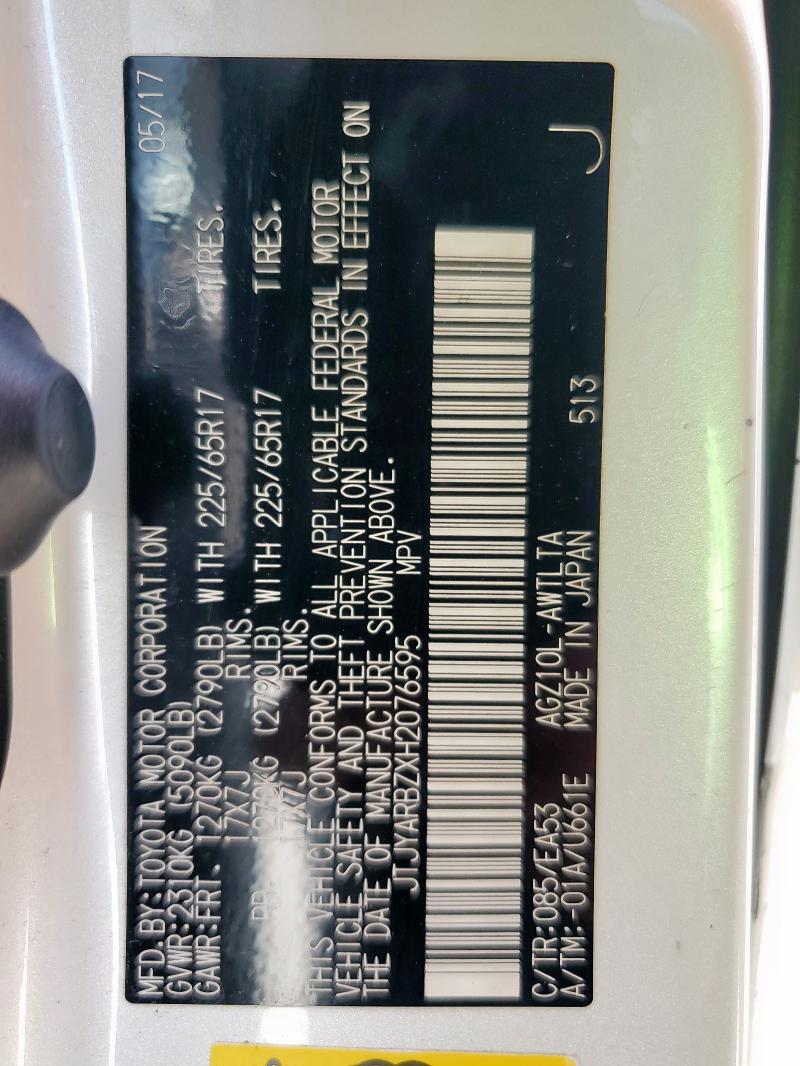 MFD.BY:TOYOTA MOTOR CORPORATION 05/17
GVWR:2310KG (5090LB)
GAWR:FRT. 1270KG (2790LB) WITH 225/65R17 TIRES.
17X7J RIMS.
RR. 1270KG (2790LB) WITH 225/65R17 TIRES.
17X7J RIMS.
THIS VEHICLE CONFORMS TO ALL APPLICABLE FEDERAL MOTOR
VEHICLE SAFETY AND THEFT PREVENTION STANDARDS IN EFFECT ON
THE DATE OF MANUFACTURE SHOWN ABOVE.
JTJYARBZXH2076595 MPV
C/TR:085/EA53 AGZ10L-AWTLTA J
A/TM:-01A/U661E MADE IN JAPAN 513